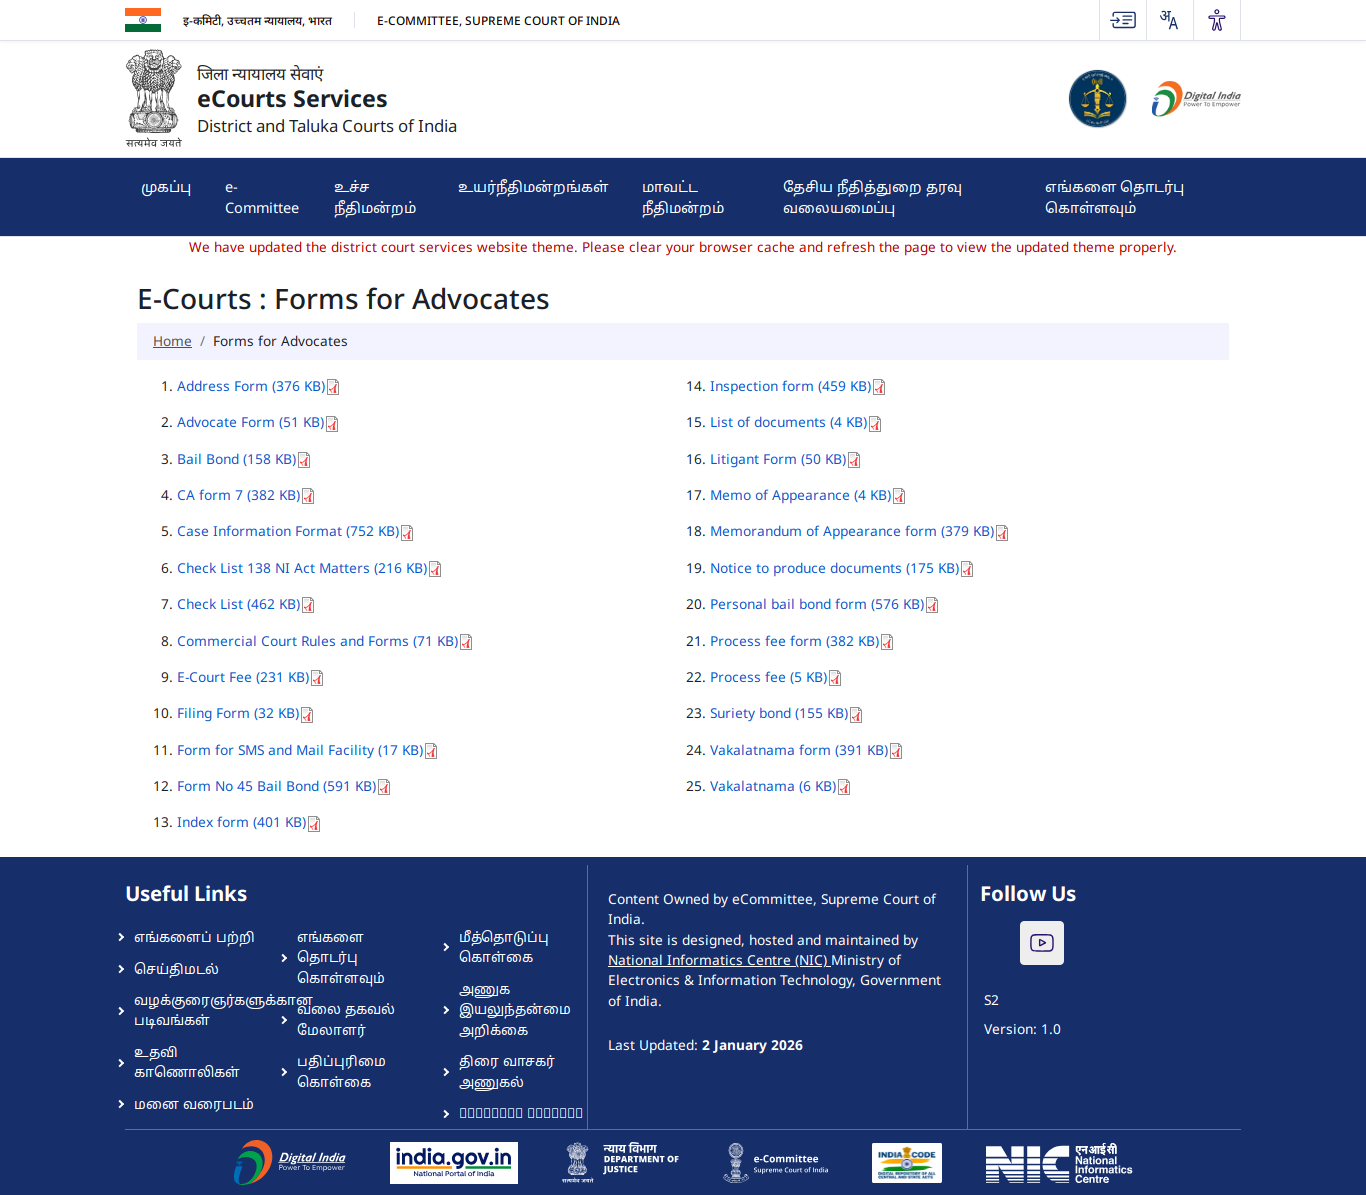 इ-कमिटी, उच्चतम न्यायालय, भारत
E-COMMITTEE, SUPREME COURT OF INDIA
अ A
जिला न्यायालय सेवाएं
eCourts Services
District and Taluka Courts of India
सत्यमेव जयते
Digital India
Power To Empower
முகப்பு
e-Committee
உச்ச நீதிமன்றம்
உயர்நீதிமன்றங்கள்
மாவட்ட நீதிமன்றம்
தேசிய நீதித்துறை தரவு வலையமைப்பு
எங்களை தொடர்பு கொள்ளவும்
We have updated the district court services website theme. Please clear your browser cache and refresh the page to view the updated theme properly.
E-Courts : Forms for Advocates
Home / Forms for Advocates
1. Address Form (376 KB)
2. Advocate Form (51 KB)
3. Bail Bond (158 KB)
4. CA form 7 (382 KB)
5. Case Information Format (752 KB)
6. Check List 138 NI Act Matters (216 KB)
7. Check List (462 KB)
8. Commercial Court Rules and Forms (71 KB)
9. E-Court Fee (231 KB)
10. Filing Form (32 KB)
11. Form for SMS and Mail Facility (17 KB)
12. Form No 45 Bail Bond (591 KB)
13. Index form (401 KB)
14. Inspection form (459 KB)
15. List of documents (4 KB)
16. Litigant Form (50 KB)
17. Memo of Appearance (4 KB)
18. Memorandum of Appearance form (379 KB)
19. Notice to produce documents (175 KB)
20. Personal bail bond form (576 KB)
21. Process fee form (382 KB)
22. Process fee (5 KB)
23. Suriety bond (155 KB)
24. Vakalatnama form (391 KB)
25. Vakalatnama (6 KB)
Useful Links
எங்களைப் பற்றி
செய்திமடல்
வழக்குரைஞர்களுக்கான
படிவங்கள்
உதவி
காணொலிகள்
மனை வரைபடம்
எங்களை
தொடர்பு
கொள்ளவும்
வலை தகவல்
மேலாளர்
பதிப்புரிமை
கொள்கை
மீத்தொடுப்பு
கொள்கை
அணுக
இயலுந்தன்மை
அறிக்கை
திரை வாசகர்
அணுகல்
Content Owned by eCommittee, Supreme Court of
India.
This site is designed, hosted and maintained by
National Informatics Centre (NIC) Ministry of
Electronics & Information Technology, Government
of India.
Last Updated: 2 January 2026
Follow Us
S2
Version: 1.0
Digital India
Power To Empower
india.gov.in
National Portal of India
सत्यमेव जयते
न्याय विभाग
DEPARTMENT OF
JUSTICE
e-Committee
Supreme Court of India
INDIA CODE
DIGITAL REPOSITORY OF ALL
CENTRAL AND STATE ACTS
NIC
एनआईसी
National
Informatics
Centre